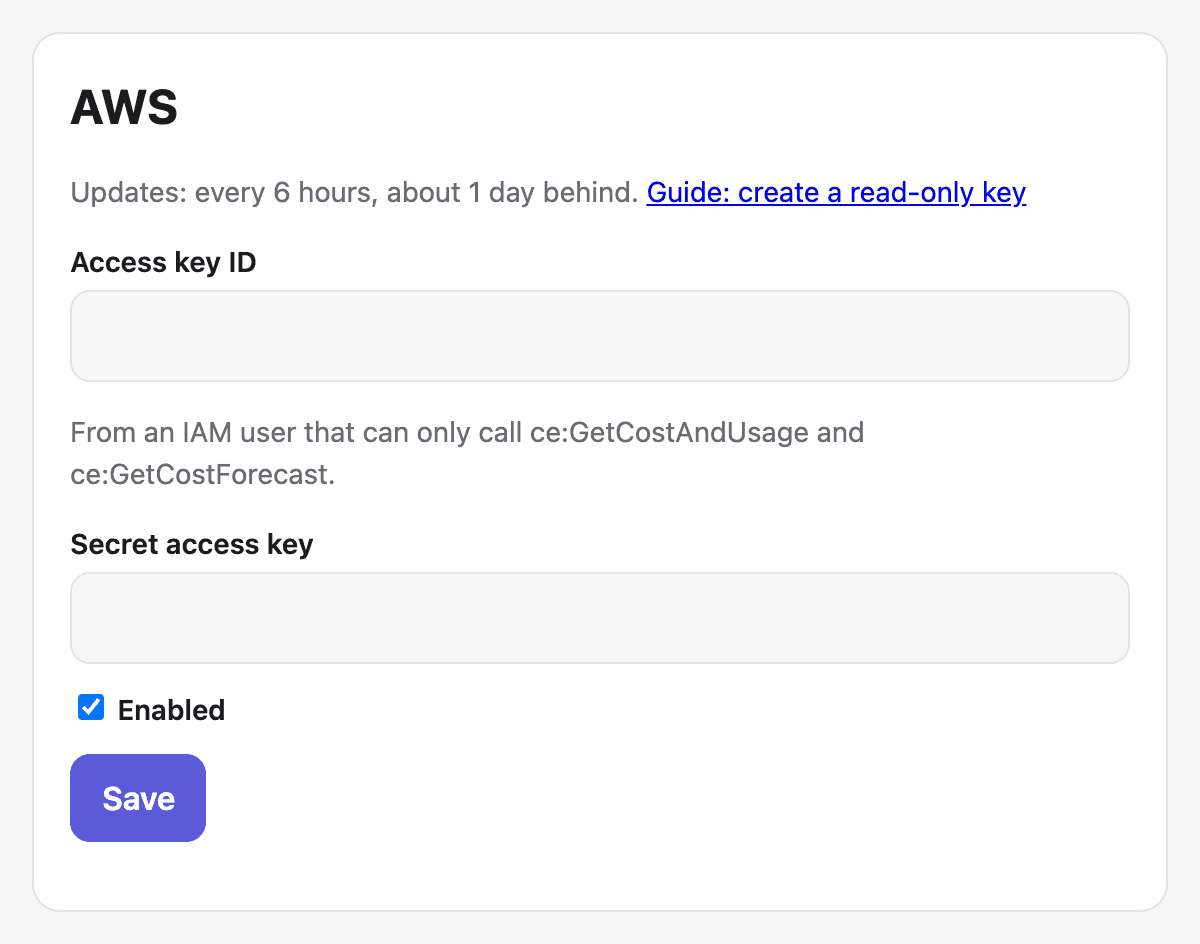 AWS
Updates: every 6 hours, about 1 day behind. Guide: create a read-only key
Access key ID
From an IAM user that can only call ce:GetCostAndUsage and
ce:GetCostForecast.
Secret access key
Enabled
Save